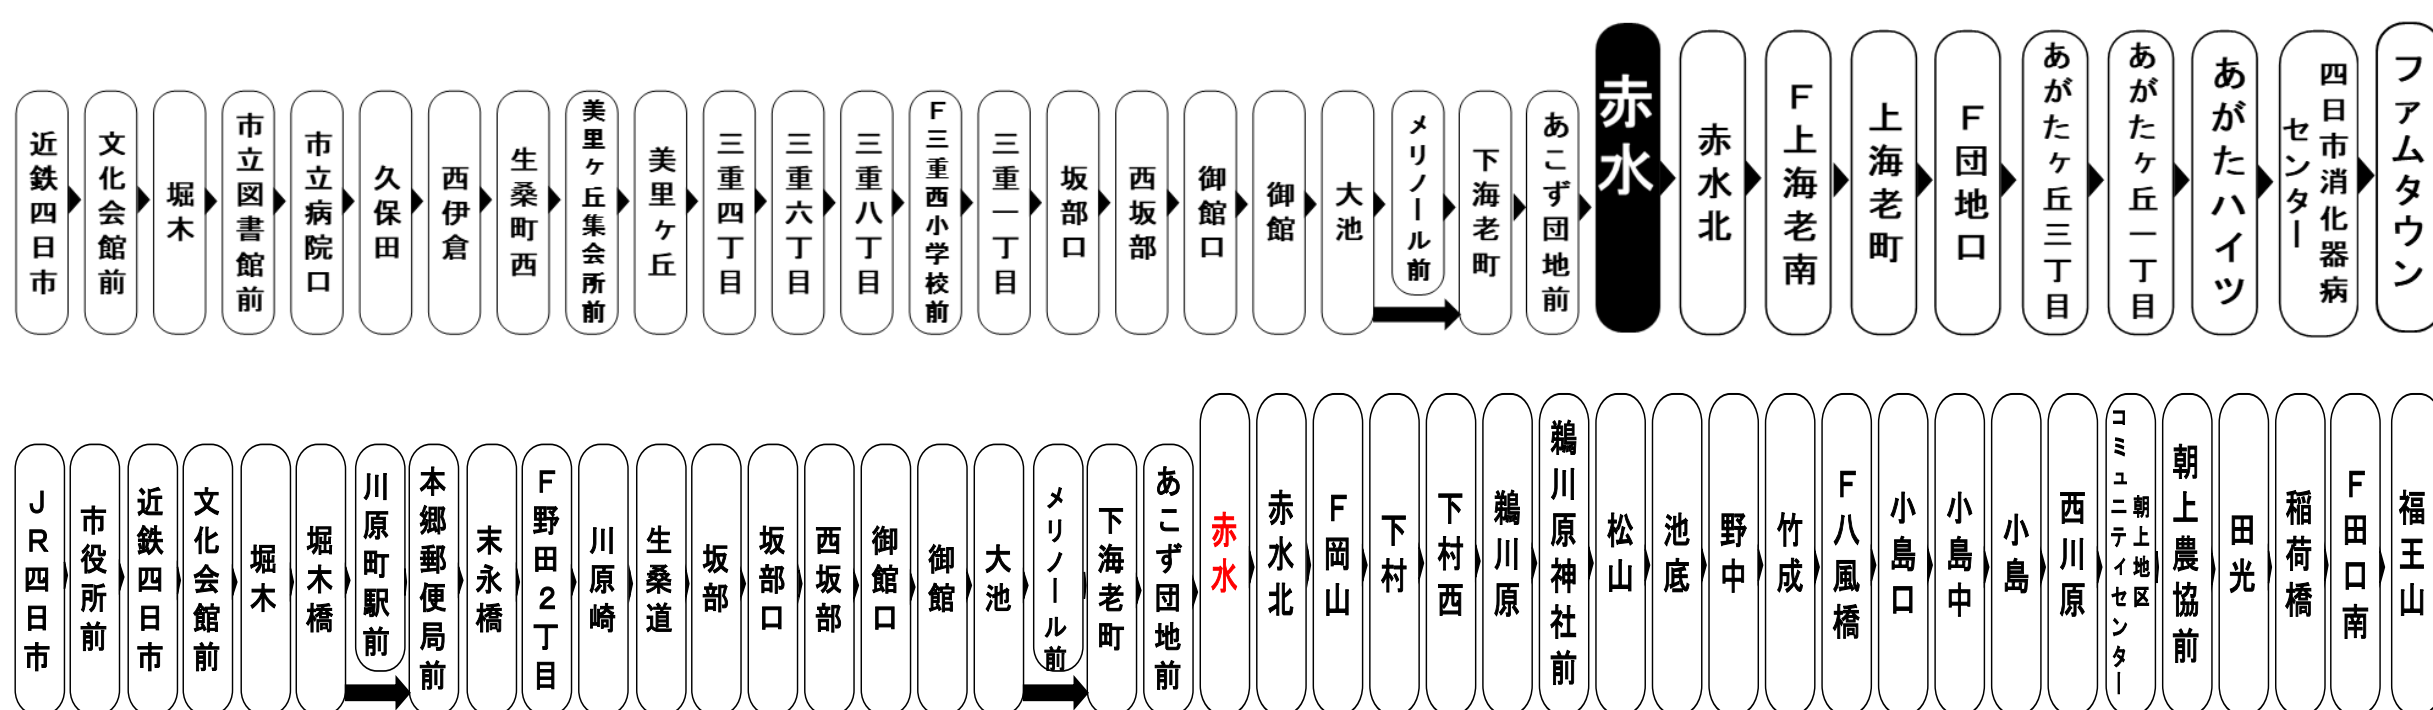 近鉄四日市
文化会館前
堀木
市立図書館前
市立病院口
久保田
西伊倉
生桑町西
美里ヶ丘集会所前
美里ヶ丘
三重四丁目
三重六丁目
三重八丁目
Ｆ三重西小学校前
三重一丁目
坂部口
西坂部
御館口
御館
大池
メリノール前
下海老町
あこず団地前
赤水
赤水北
Ｆ上海老南
上海老町
Ｆ団地口
あがたヶ丘三丁目
あがたヶ丘一丁目
あがたハイツ
四日市消化器病
センター
ファムタウン
ＪＲ四日市
市役所前
近鉄四日市
文化会館前
堀木
堀木橋
川原町駅前
本郷郵便局前
末永橋
Ｆ野田２丁目
川原崎
生桑道
坂部
坂部口
西坂部
御館口
御館
大池
メリノール前
下海老町
あこず団地前
赤水
赤水北
Ｆ岡山
下村
下村西
鵜川原
鵜川原神社前
松山
池底
野中
竹成
Ｆ八風橋
小島口
小島中
小島
西川原
朝上地区
コミュニティセンター
朝上農協前
田光
稲荷橋
Ｆ田口南
福王山